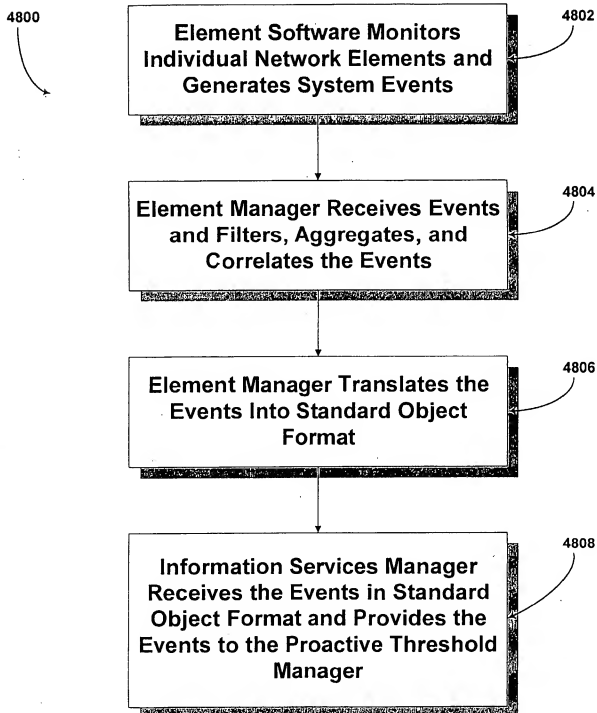 4800
4802
Element Software Monitors
Individual Network Elements and
Generates System Events
4804
Element Manager Receives Events
and Filters, Aggregates, and
Correlates the Events
4806
Element Manager Translates the
Events Into Standard Object
Format
4808
Information Services Manager
Receives the Events in Standard
Object Format and Provides the
Events to the Proactive Threshold
Manager